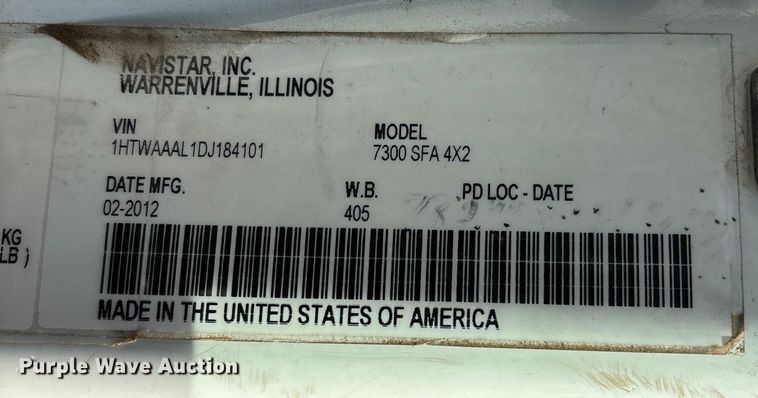 NAVISTAR, INC.
WARRENVILLE, ILLINOIS
VIN
1HTWAAAL1DJ184101
MODEL
7300 SFA 4X2
DATE MFG.
02-2012
W.B.
405
PD LOC - DATE
KG
LB )
MADE IN THE UNITED STATES OF AMERICA
Purple Wave Auction